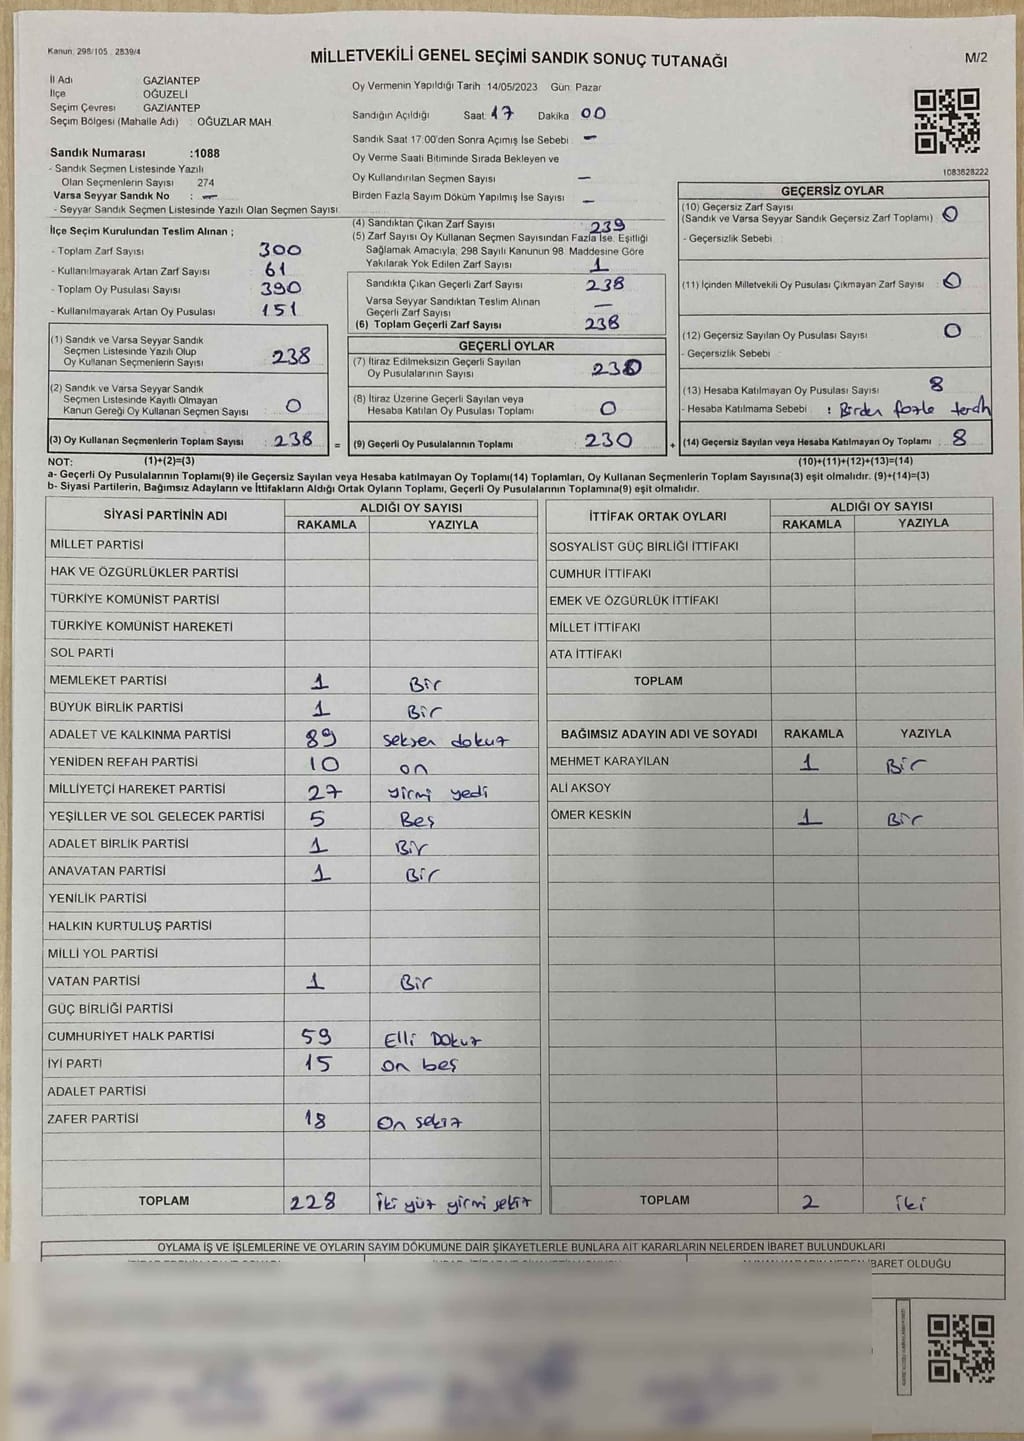 Kanun: 298/105 2839/4
MİLLETVEKİLİ GENEL SEÇİMİ SANDIK SONUÇ TUTANAĞI
M/2
İl Adı GAZİANTEP
İlçe OĞUZELİ
Seçim Çevresi GAZİANTEP
Seçim Bölgesi (Mahalle Adı) : OĞUZLAR MAH.
Oy Vermenin Yapıldığı Tarih 14/05/2023 Gün: Pazar
Sandığın Açıldığı Saat: 17 Dakika 00
Sandık Saat 17:00'den Sonra Açımış İse Sebebi : -
Oy Verme Saati Bitiminde Sırada Bekleyen ve
Oy Kullandırılan Seçmen Sayısı -
Birden Fazla Sayım Döküm Yapılmış İse Sayısı -
1083828222
Sandık Numarası :1088
- Sandık Seçmen Listesinde Yazılı
Olan Seçmenlerin Sayısı 274
Varsa Seyyar Sandık No : -
- Seyyar Sandık Seçmen Listesinde Yazılı Olan Seçmen Sayısı
İlçe Seçim Kurulundan Teslim Alınan ;
- Toplam Zarf Sayısı 300
- Kullanılmayarak Artan Zarf Sayısı 61
- Toplam Oy Pusulası Sayısı 390
- Kullanılmayarak Artan Oy Pusulası 151
(1) Sandık ve Varsa Seyyar Sandık
Seçmen Listesinde Yazılı Olup
Oy Kullanan Seçmenlerin Sayısı 238
(2) Sandık ve Varsa Seyyar Sandık
Seçmen Listesinde Kayıtlı Olmayan
Kanun Gereği Oy Kullanan Seçmen Sayısı 0
(3) Oy Kullanan Seçmenlerin Toplam Sayısı 238 =
(1)+(2)=(3)
(4) Sandıktan Çıkan Zarf Sayısı 239
(5) Zarf Sayısı Oy Kullanan Seçmen Sayısından Fazla İse, Eşitliği
Sağlamak Amacıyla, 298 Sayılı Kanunun 98. Maddesine Göre
Yakılarak Yok Edilen Zarf Sayısı 1
Sandıkta Çıkan Geçerli Zarf Sayısı 238
Varsa Seyyar Sandıktan Teslim Alınan
Geçerli Zarf Sayısı -
(6) Toplam Geçerli Zarf Sayısı 238
GEÇERLİ OYLAR
(7) İtiraz Edilmeksizin Geçerli Sayılan
Oy Pusulalarının Sayısı 230
(8) İtiraz Üzerine Geçerli Sayılan veya
Hesaba Katılan Oy Pusulası Toplamı 0
(9) Geçerli Oy Pusulalarının Toplamı 230 +
GEÇERSİZ OYLAR
(10) Geçersiz Zarf Sayısı
(Sandık ve Varsa Seyyar Sandık Geçersiz Zarf Toplamı) 0
- Geçersizlik Sebebi :
(11) İçinden Milletvekili Oy Pusulası Çıkmayan Zarf Sayısı 0
(12) Geçersiz Sayılan Oy Pusulası Sayısı 0
- Geçersizlik Sebebi
(13) Hesaba Katılmayan Oy Pusulası Sayısı 8
- Hesaba Katılmama Sebebi : Birden fazla tercih
(14) Geçersiz Sayılan veya Hesaba Katılmayan Oy Toplamı 8
(10)+(11)+(12)+(13)=(14)
NOT:
a- Geçerli Oy Pusulalarının Toplamı(9) ile Geçersiz Sayılan veya Hesaba katılmayan Oy Toplamı(14) Toplamları, Oy Kullanan Seçmenlerin Toplam Sayısına(3) eşit olmalıdır. (9)+(14)=(3)
b- Siyasi Partilerin, Bağımsız Adayların ve İttifakların Aldığı Ortak Oyların Toplamı, Geçerli Oy Pusulalarının Toplamına(9) eşit olmalıdır.
SİYASİ PARTİNİN ADI ALDIĞI OY SAYISI
RAKAMLA YAZIYLA
MİLLET PARTİSİ
HAK VE ÖZGÜRLÜKLER PARTİSİ
TÜRKİYE KOMÜNİST PARTİSİ
TÜRKİYE KOMÜNİST HAREKETİ
SOL PARTİ
MEMLEKET PARTİSİ 1 Bir
BÜYÜK BİRLİK PARTİSİ 1 Bir
ADALET VE KALKINMA PARTİSİ 89 seksen dokuz
YENİDEN REFAH PARTİSİ 10 on
MİLLİYETÇİ HAREKET PARTİSİ 27 yirmi yedi
YEŞİLLER VE SOL GELECEK PARTİSİ 5 Beş
ADALET BİRLİK PARTİSİ 1 Bir
ANAVATAN PARTİSİ 1 Bir
YENİLİK PARTİSİ
HALKIN KURTULUŞ PARTİSİ
MİLLİ YOL PARTİSİ
VATAN PARTİSİ 1 Bir
GÜÇ BİRLİĞİ PARTİSİ
CUMHURİYET HALK PARTİSİ 59 Elli Dokuz
İYİ PARTİ 15 On beş
ADALET PARTİSİ
ZAFER PARTİSİ 18 On sekiz
TOPLAM 228 İki yüz yirmi sekiz
İTTİFAK ORTAK OYLARI ALDIĞI OY SAYISI
RAKAMLA YAZIYLA
SOSYALİST GÜÇ BİRLİĞİ İTTİFAKI
CUMHUR İTTİFAKI
EMEK VE ÖZGÜRLÜK İTTİFAKI
MİLLET İTTİFAKI
ATA İTTİFAKI
TOPLAM
BAĞIMSIZ ADAYIN ADI VE SOYADI RAKAMLA YAZIYLA
MEHMET KARAYILAN 1 Bir
ALİ AKSOY
ÖMER KESKİN 1 Bir
TOPLAM 2 iki
OYLAMA İŞ VE İŞLEMLERİNE VE OYLARIN SAYIM DÖKÜMÜNE DAİR ŞİKAYETLERLE BUNLARA AİT KARARLARIN NELERDEN İBARET BULUNDUKLARI
İBARET OLDUĞU